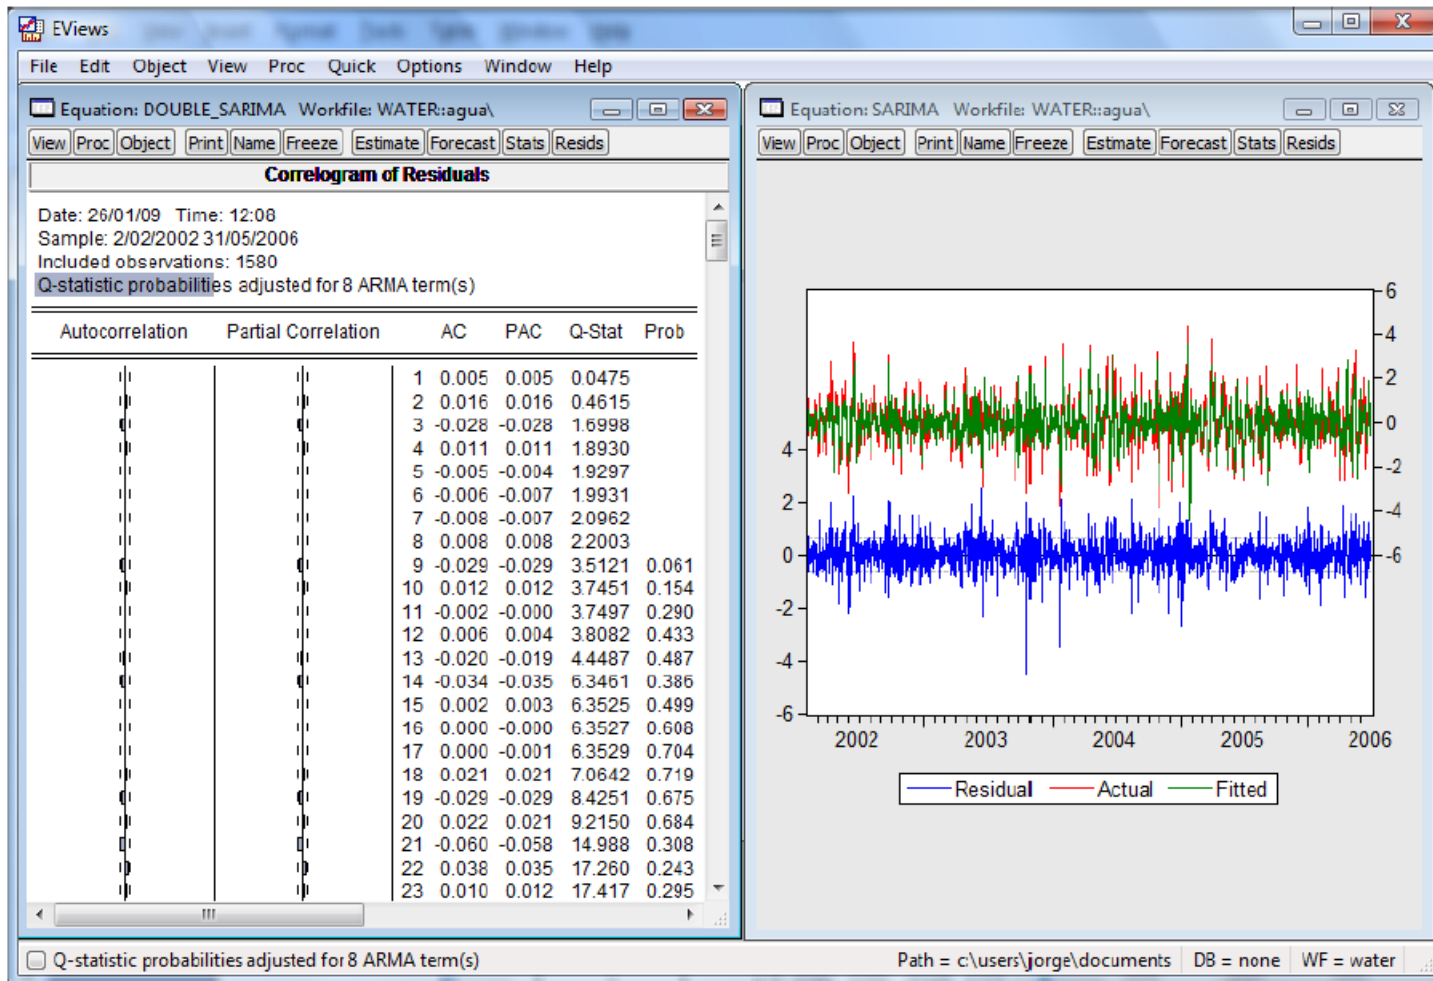 EViews
File Edit Object View Proc Quick Options Window Help
Equation: DOUBLE_SARIMA Workfile: WATER::agua\
View Proc Object Print Name Freeze Estimate Forecast Stats Resids
Correlogram of Residuals
Date: 26/01/09 Time: 12:08
Sample: 2/02/2002 31/05/2006
Included observations: 1580
Q-statistic probabilities adjusted for 8 ARMA term(s)
Autocorrelation Partial Correlation AC PAC Q-Stat Prob
1 0.005 0.005 0.0475
2 0.016 0.016 0.4615
3 -0.028 -0.028 1.6998
4 0.011 0.011 1.8930
5 -0.005 -0.004 1.9297
6 -0.006 -0.007 1.9931
7 -0.008 -0.007 2.0962
8 0.008 0.008 2.2003
9 -0.029 -0.029 3.5121 0.061
10 0.012 0.012 3.7451 0.154
11 -0.002 -0.000 3.7497 0.290
12 0.006 0.004 3.8082 0.433
13 -0.020 -0.019 4.4487 0.487
14 -0.034 -0.035 6.3461 0.386
15 0.002 0.003 6.3525 0.499
16 0.000 -0.000 6.3527 0.608
17 0.000 -0.001 6.3529 0.704
18 0.021 0.021 7.0642 0.719
19 -0.029 -0.029 8.4251 0.675
20 0.022 0.021 9.2150 0.684
21 -0.060 -0.058 14.988 0.308
22 0.038 0.035 17.260 0.243
23 0.010 0.012 17.417 0.295
Equation: SARIMA Workfile: WATER::agua\
View Proc Object Print Name Freeze Estimate Forecast Stats Resids
6
4
2
0
-2
-4
-6
4
2
0
-2
-4
-6
2002 2003 2004 2005 2006
Residual Actual Fitted
Q-statistic probabilities adjusted for 8 ARMA term(s)
Path = c:\users\jorge\documents DB = none WF = water